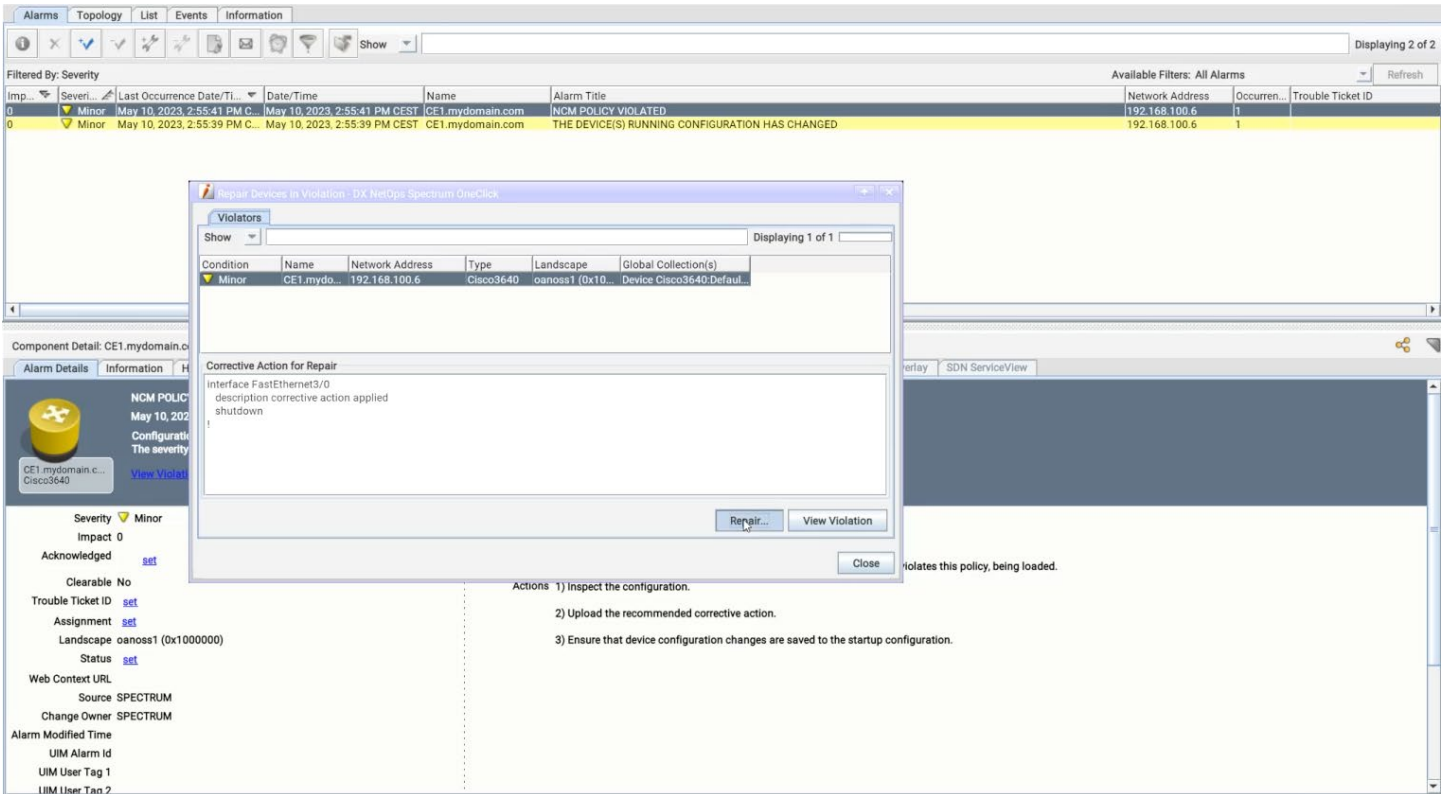 Alarms Topology List Events Information
Show Displaying 2 of 2
Filtered By: Severity Available Filters: All Alarms Refresh
Imp... Severi... Last Occurrence Date/Ti... Date/Time Name Alarm Title Network Address Occurren... Trouble Ticket ID
0 Minor May 10, 2023, 2:55:41 PM C... May 10, 2023, 2:55:41 PM CEST CE1.mydomain.com NCM POLICY VIOLATED 192.168.100.6 1
0 Minor May 10, 2023, 2:55:39 PM C... May 10, 2023, 2:55:39 PM CEST CE1.mydomain.com THE DEVICE(S) RUNNING CONFIGURATION HAS CHANGED 192.168.100.6 1
Repair Devices in Violation - DX NetOps Spectrum OneClick
Violators
Show Displaying 1 of 1
Condition Name Network Address Type Landscape Global Collection(s)
Minor CE1.mydo... 192.168.100.6 Cisco3640 oanoss1 (0x10... Device Cisco3640:Defaul...
Corrective Action for Repair
interface FastEthernet3/0
description corrective action applied
shutdown
!
Repair... View Violation
Close
Component Detail: CE1.mydomain.c
Alarm Details Information H erlay SDN ServiceView
NCM POLIC
May 10, 202
Configurati
The severity
View Violati
CE1.mydomain.c...
Cisco3640
Severity Minor
Impact 0
Acknowledged set
Clearable No
Trouble Ticket ID set
Assignment set
Landscape oanoss1 (0x1000000)
Status set
Web Context URL
Source SPECTRUM
Change Owner SPECTRUM
Alarm Modified Time
UIM Alarm Id
UIM User Tag 1
UIM User Tag 2
iolates this policy, being loaded.
Actions 1) Inspect the configuration.
2) Upload the recommended corrective action.
3) Ensure that device configuration changes are saved to the startup configuration.